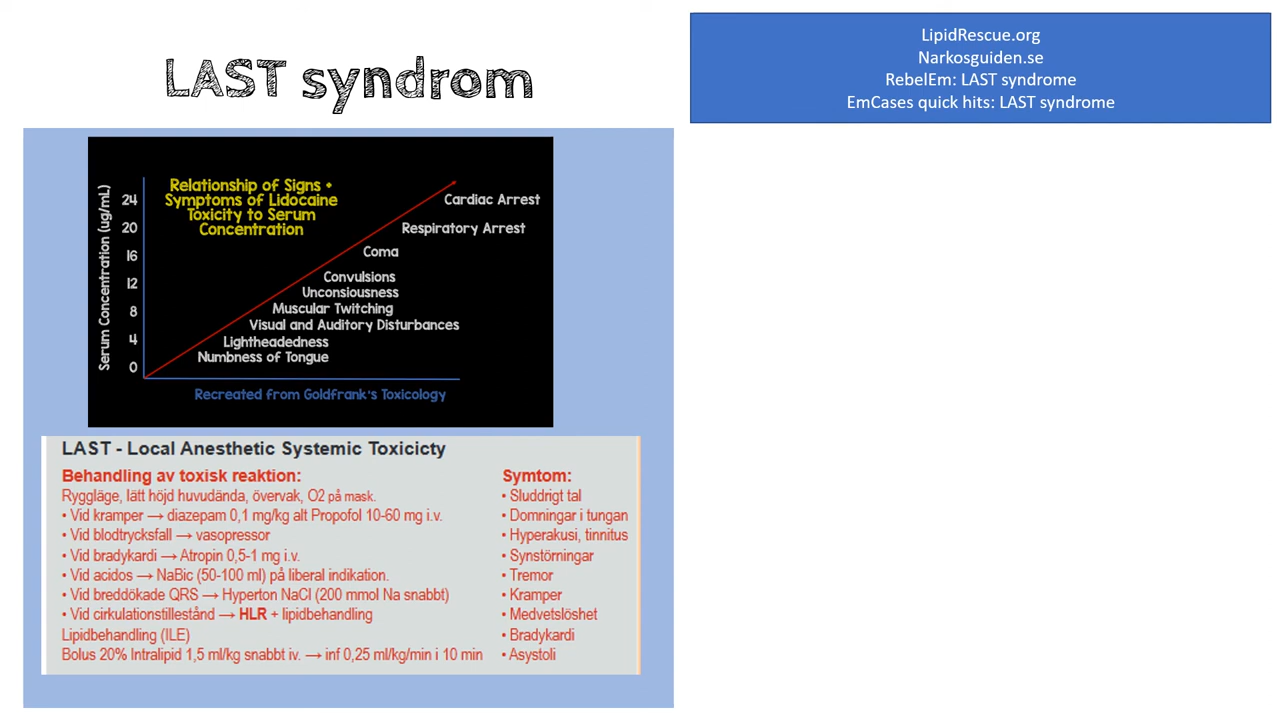 LAST syndrom
LipidRescue.org
Narkosguiden.se
RebelEm: LAST syndrome
EmCases quick hits: LAST syndrome
Relationship of Signs +
Symptoms of Lidocaine
Toxicity to Serum
Concentration
Serum Concentration (ug/mL)
24
20
16
12
8
4
0
Cardiac Arrest
Respiratory Arrest
Coma
Convulsions
Unconsiousness
Muscular Twitching
Visual and Auditory Disturbances
Lightheadedness
Numbness of Tongue
Recreated from Goldfrank's Toxicology
LAST - Local Anesthetic Systemic Toxicicty
Behandling av toxisk reaktion:
Ryggläge, lätt höjd huvudända, övervak, O2 på mask.
• Vid kramper → diazepam 0,1 mg/kg alt Propofol 10-60 mg i.v.
• Vid blodtrycksfall → vasopressor
• Vid bradykardi → Atropin 0,5-1 mg i.v.
• Vid acidos → NaBic (50-100 ml) på liberal indikation.
• Vid breddökade QRS → Hyperton NaCl (200 mmol Na snabbt)
• Vid cirkulationstillestånd → HLR + lipidbehandling
Lipidbehandling (ILE)
Bolus 20% Intralipid 1,5 ml/kg snabbt iv. → inf 0,25 ml/kg/min i 10 min
Symtom:
• Sluddrigt tal
• Domningar i tungan
• Hyperakusi, tinnitus
• Synstörningar
• Tremor
• Kramper
• Medvetslöshet
• Bradykardi
• Asystoli